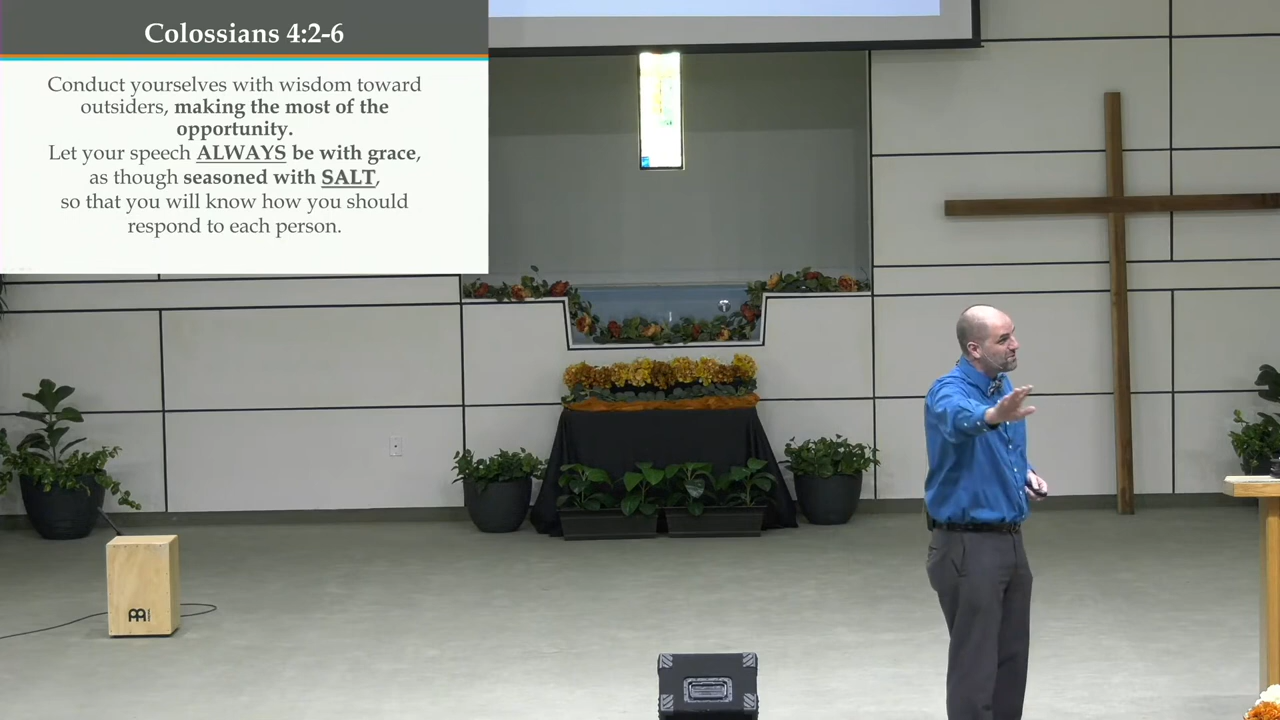 Colossians 4:2-6
Conduct yourselves with wisdom toward
outsiders, making the most of the
opportunity.
Let your speech ALWAYS be with grace,
as though seasoned with SALT,
so that you will know how you should
respond to each person.